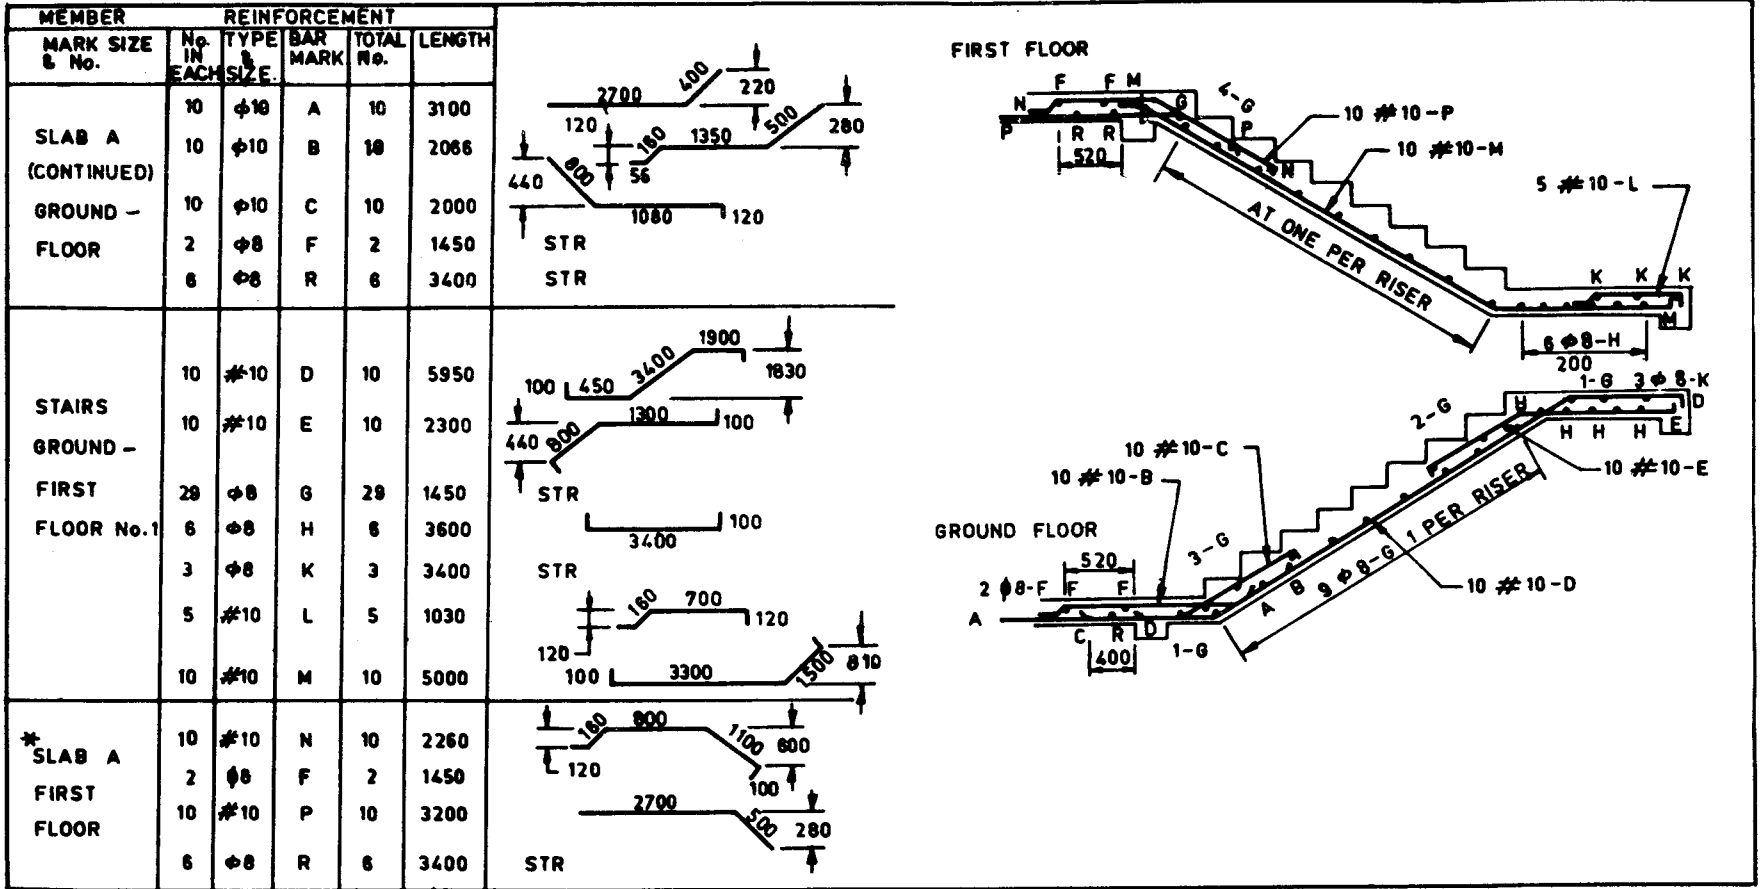 MEMBER REINFORCEMENT
MARK SIZE & No. No. IN EACH TYPE & SIZE. BAR MARK TOTAL No. LENGTH
SLAB A (CONTINUED) GROUND – FLOOR
10 φ10 A 10 3100
2700 400 220
10 φ10 B 10 2066
120 160 56 1350 500 280
10 φ10 C 10 2000
440 800 1080 120
2 φ8 F 2 1450 STR
6 φ8 R 6 3400 STR
STAIRS GROUND – FIRST FLOOR No.1
10 #10 D 10 5950
100 450 3400 1900 1830
10 #10 E 10 2300
440 800 1300 100
29 φ8 G 29 1450 STR
6 φ8 H 6 3600
3400 100
3 φ8 K 3 3400 STR
5 #10 L 5 1030
120 160 700 120
10 #10 M 10 5000
100 3300 1500 810
* SLAB A FIRST FLOOR
10 #10 N 10 2260
160 120 800 1100 600 100
2 φ8 F 2 1450
10 #10 P 10 3200
2700 500 280
6 φ8 R 6 3400 STR
FIRST FLOOR
F F M
N G 4-G
P R R P
520 N
10 #10-P
10 #10-M
5 #10-L
AT ONE PER RISER
K K K
M
6 φ8-H
200
1-G 3 φ 8-K
2-G H D
H H H E
10 #10-C
10 #10-B
10 #10-E
GROUND FLOOR
3-G
520
2 φ8-F F F
A B 9 φ 8-G 1 PER RISER
10 #10-D
A
C R D
400 1-G